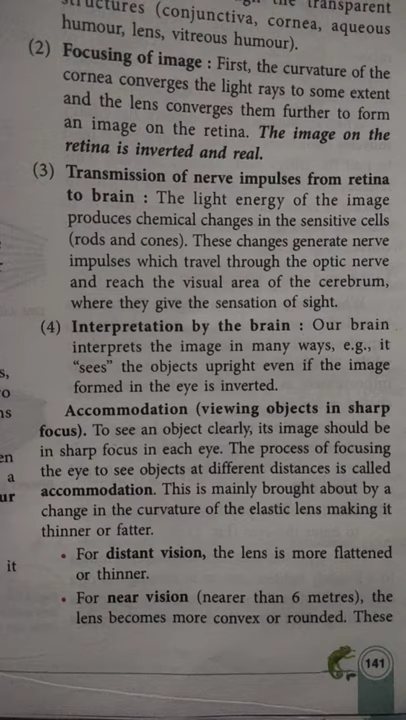 structures (conjunctiva, cornea, aqueous
humour, lens, vitreous humour).
(2) Focusing of image : First, the curvature of the
cornea converges the light rays to some extent
and the lens converges them further to form
an image on the retina. The image on the
retina is inverted and real.
(3) Transmission of nerve impulses from retina
to brain : The light energy of the image
produces chemical changes in the sensitive cells
(rods and cones). These changes generate nerve
impulses which travel through the optic nerve
and reach the visual area of the cerebrum,
where they give the sensation of sight.
(4) Interpretation by the brain : Our brain
interprets the image in many ways, e.g., it
"sees" the objects upright even if the image
formed in the eye is inverted.
Accommodation (viewing objects in sharp
focus). To see an object clearly, its image should be
in sharp focus in each eye. The process of focusing
the eye to see objects at different distances is called
accommodation. This is mainly brought about by a
change in the curvature of the elastic lens making it
thinner or fatter.
• For distant vision, the lens is more flattened
or thinner.
• For near vision (nearer than 6 metres), the
lens becomes more convex or rounded. These
141